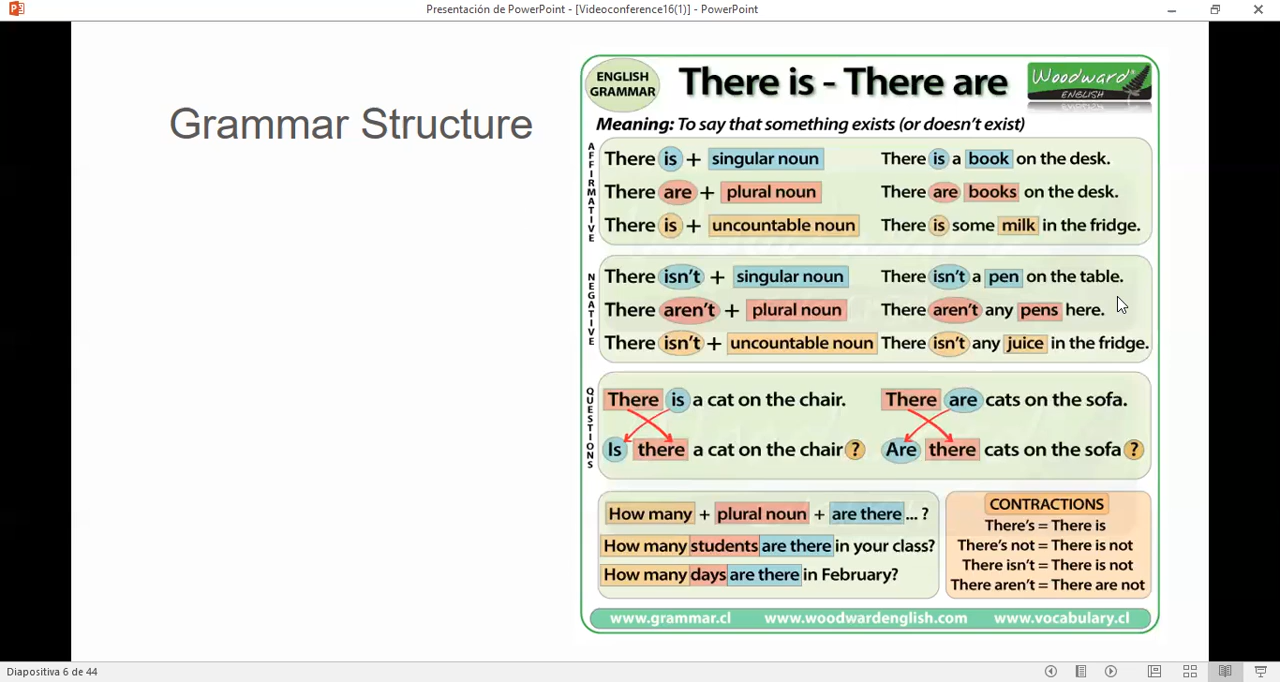 Presentación de PowerPoint - [Videoconference16(1)] - PowerPoint
Grammar Structure
ENGLISH GRAMMAR
There is - There are
Woodward ENGLISH
Meaning: To say that something exists (or doesn't exist)
AFFIRMATIVE
There is + singular noun There is a book on the desk.
There are + plural noun There are books on the desk.
There is + uncountable noun There is some milk in the fridge.
NEGATIVE
There isn't + singular noun There isn't a pen on the table.
There aren't + plural noun There aren't any pens here.
There isn't + uncountable noun There isn't any juice in the fridge.
QUESTIONS
There is a cat on the chair. There are cats on the sofa.
Is there a cat on the chair ? Are there cats on the sofa ?
How many + plural noun + are there ... ?
How many students are there in your class?
How many days are there in February?
CONTRACTIONS
There's = There is
There's not = There is not
There isn't = There is not
There aren't = There are not
www.grammar.cl www.woodwardenglish.com www.vocabulary.cl
Diapositiva 6 de 44